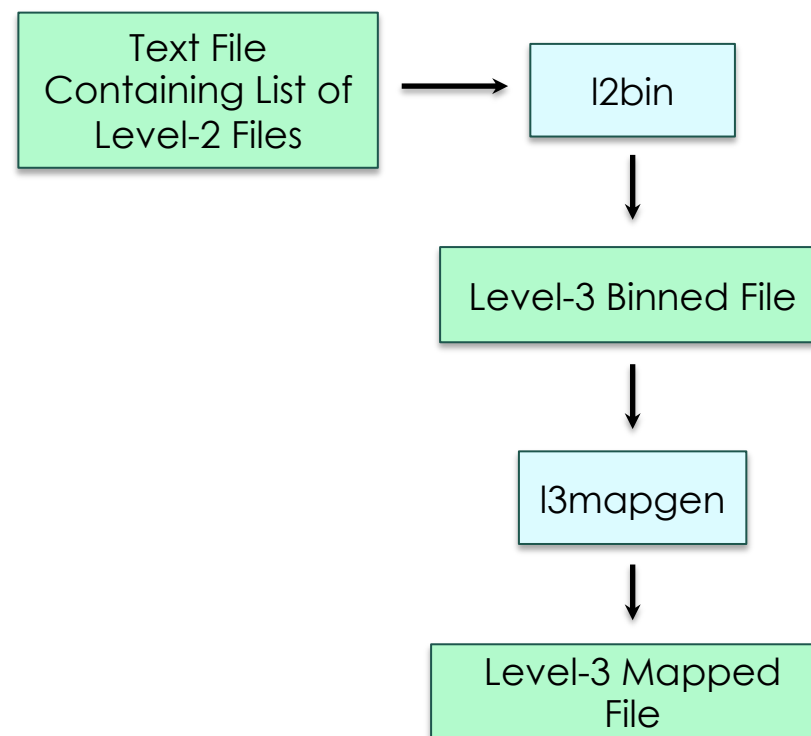 Text File
Containing List of
Level-2 Files
l2bin
Level-3 Binned File
l3mapgen
Level-3 Mapped
File